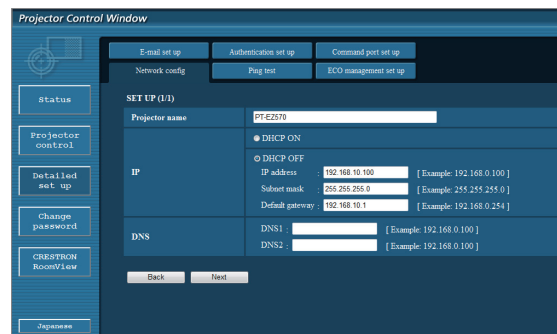 Projector Control Window
E-mail set up
Authentication set up
Command port set up
Network config
Ping test
ECO management set up
Status
Projector control
Detailed set up
Change password
CRESTRON RoomView
Japanese
SET UP (1/1)
Projector name PT-EZ570
IP
DHCP ON
DHCP OFF
IP address : 192.168.10.100 [ Example: 192.168.0.100 ]
Subnet mask : 255.255.255.0 [ Example: 255.255.255.0 ]
Default gateway : 192.168.10.1 [ Example: 192.168.0.254 ]
DNS
DNS1 : [ Example: 192.168.0.100 ]
DNS2 : [ Example: 192.168.0.100 ]
Back Next